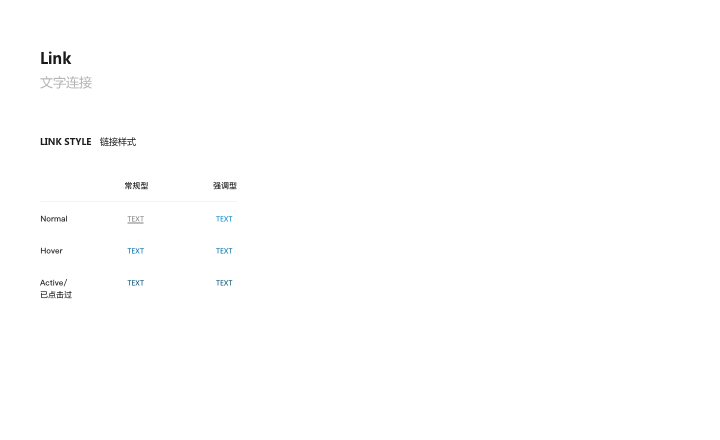 Link
文字连接
LINK STYLE 链接样式
常规型 强调型
Normal TEXT TEXT
Hover TEXT TEXT
Active/ TEXT TEXT
已点击过